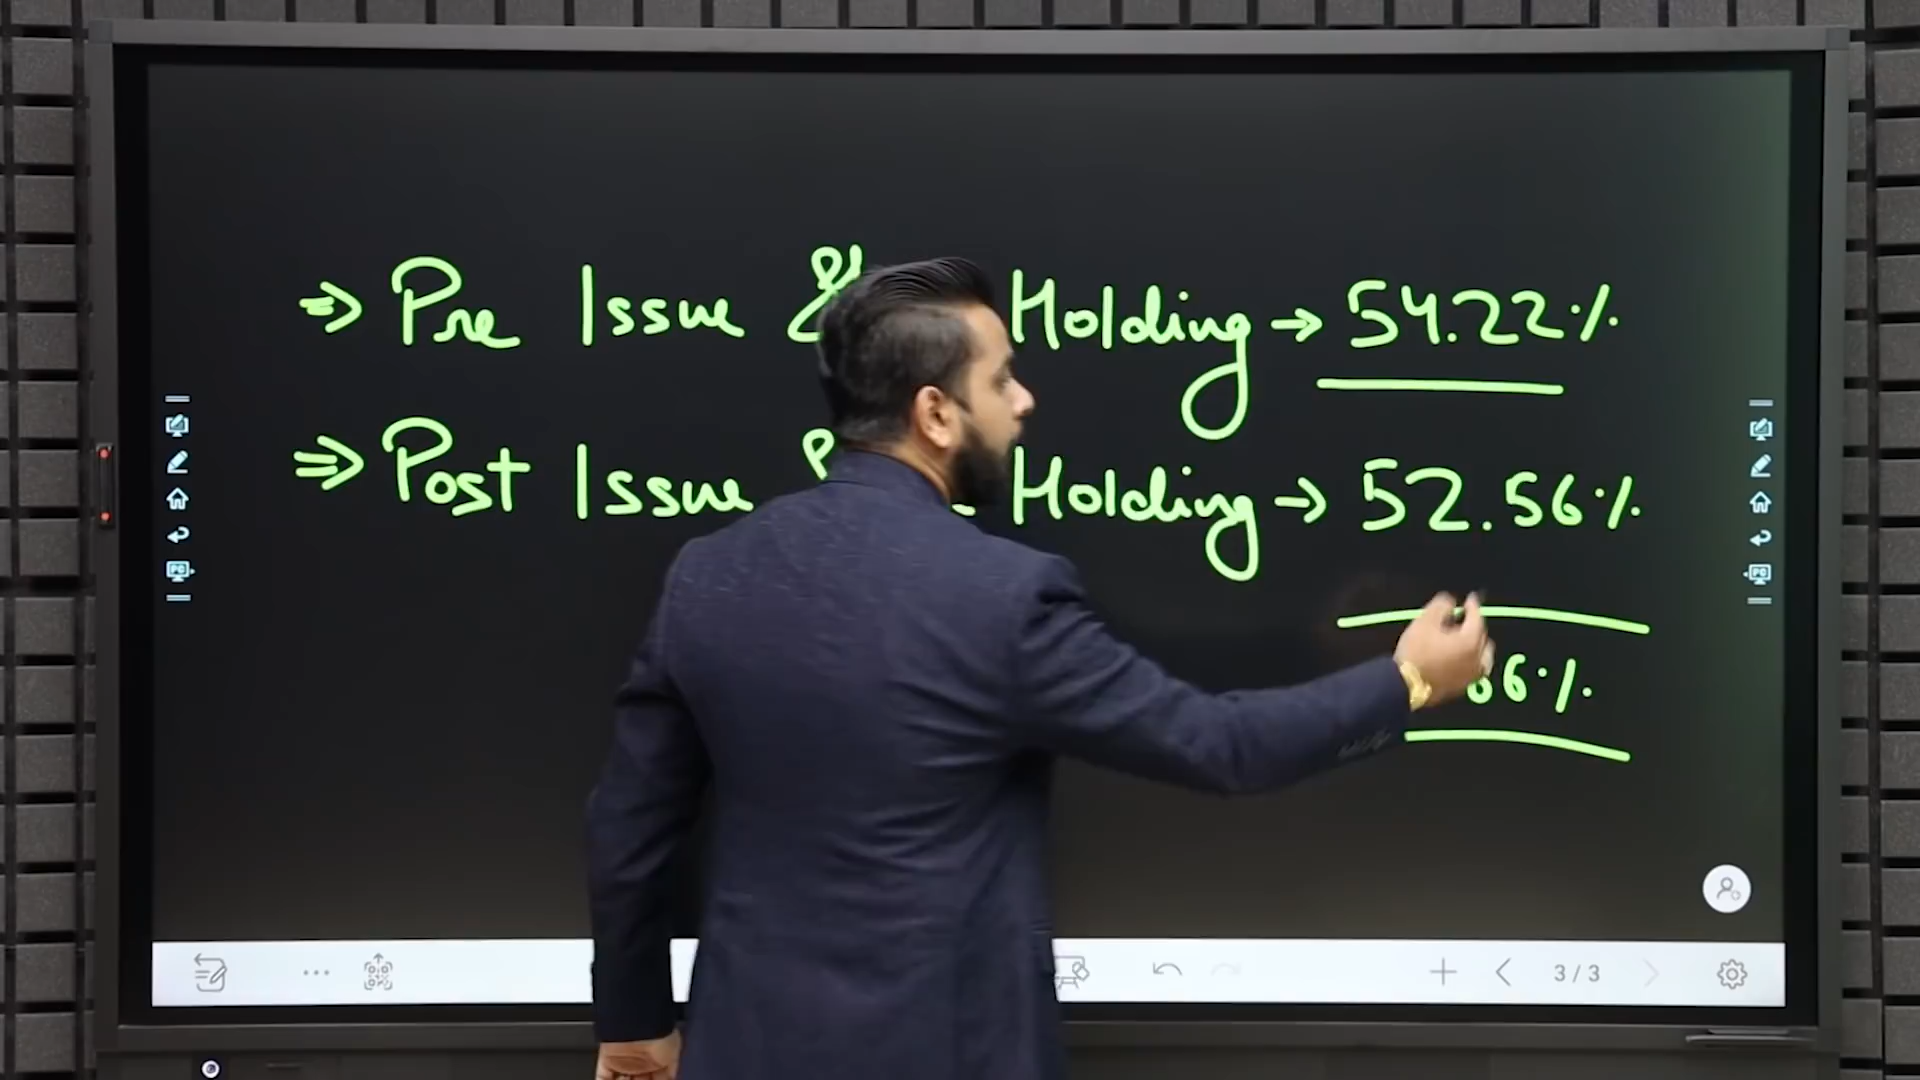 ⇒ Pre Issue & Holding → 54.22%
⇒ Post Issue Holding → 52.56%
66%
3/3